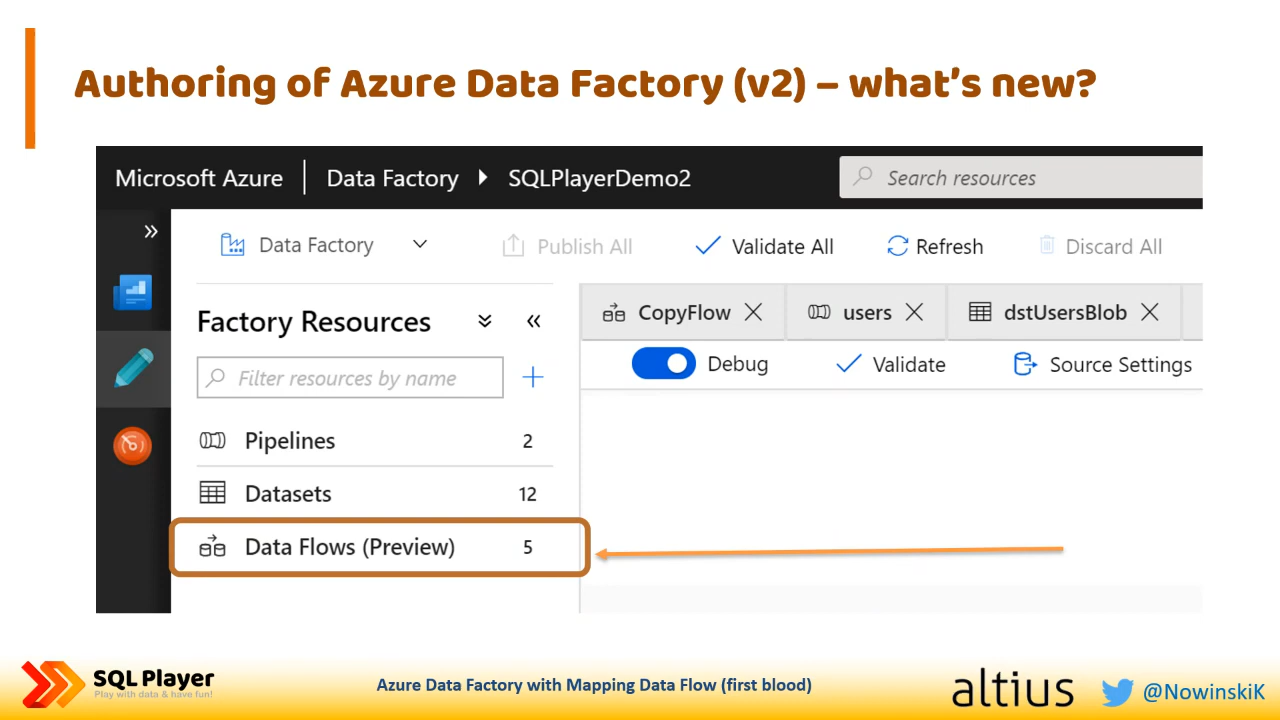 Authoring of Azure Data Factory (v2) – what's new?
Microsoft Azure Data Factory SQLPlayerDemo2 Search resources
Data Factory Publish All Validate All Refresh Discard All
Factory Resources
CopyFlow users dstUsersBlob
Filter resources by name
Debug Validate Source Settings
Pipelines 2
Datasets 12
Data Flows (Preview) 5
SQL Player
Play with data & have fun!
Azure Data Factory with Mapping Data Flow (first blood)
altius
@NowinskiK